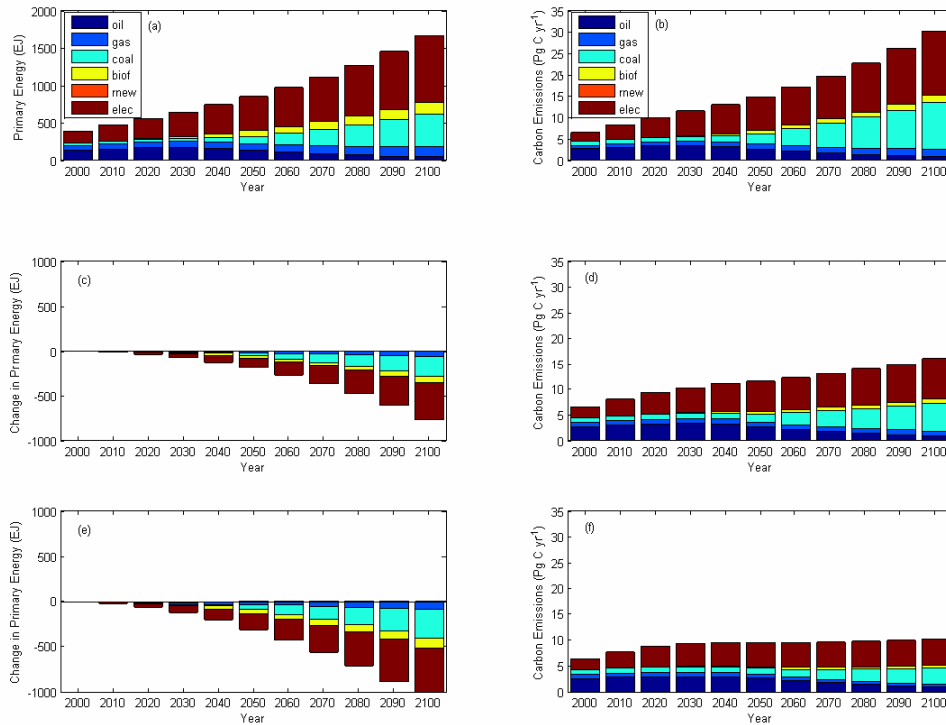 2000
1500
1000
500
0
Primary Energy (EJ)
oil
gas
coal
biof
rnew
elec
(a)
2000 2010 2020 2030 2040 2050 2060 2070 2080 2090 2100
Year
35
30
25
20
15
10
5
0
Carbon Emissions (Pg C yr⁻¹)
oil
gas
coal
biof
rnew
elec
(b)
2000 2010 2020 2030 2040 2050 2060 2070 2080 2090 2100
Year
1000
500
0
-500
-1000
Change in Primary Energy (EJ)
(c)
2000 2010 2020 2030 2040 2050 2060 2070 2080 2090 2100
Year
35
30
25
20
15
10
5
0
Carbon Emissions (Pg C yr⁻¹)
(d)
2000 2010 2020 2030 2040 2050 2060 2070 2080 2090 2100
Year
1000
500
0
-500
-1000
Change in Primary Energy (EJ)
(e)
2000 2010 2020 2030 2040 2050 2060 2070 2080 2090 2100
Year
35
30
25
20
15
10
5
0
Carbon Emissions (Pg C yr⁻¹)
(f)
2000 2010 2020 2030 2040 2050 2060 2070 2080 2090 2100
Year